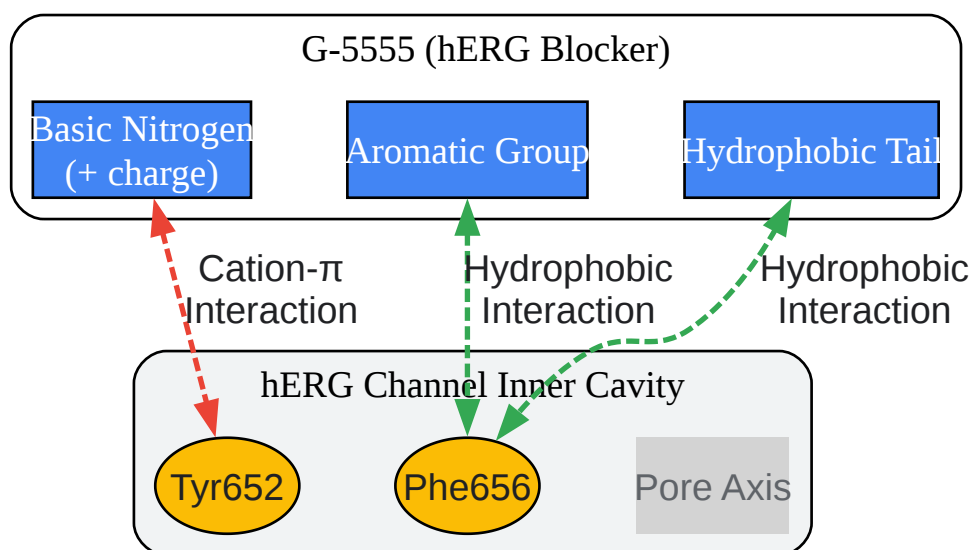 G-5555 (hERG Blocker)
Basic Nitrogen
(+ charge)
Aromatic Group
Hydrophobic Tail
Cation-π
Interaction
Hydrophobic
Interaction
Hydrophobic
Interaction
hERG Channel Inner Cavity
Tyr652
Phe656
Pore Axis